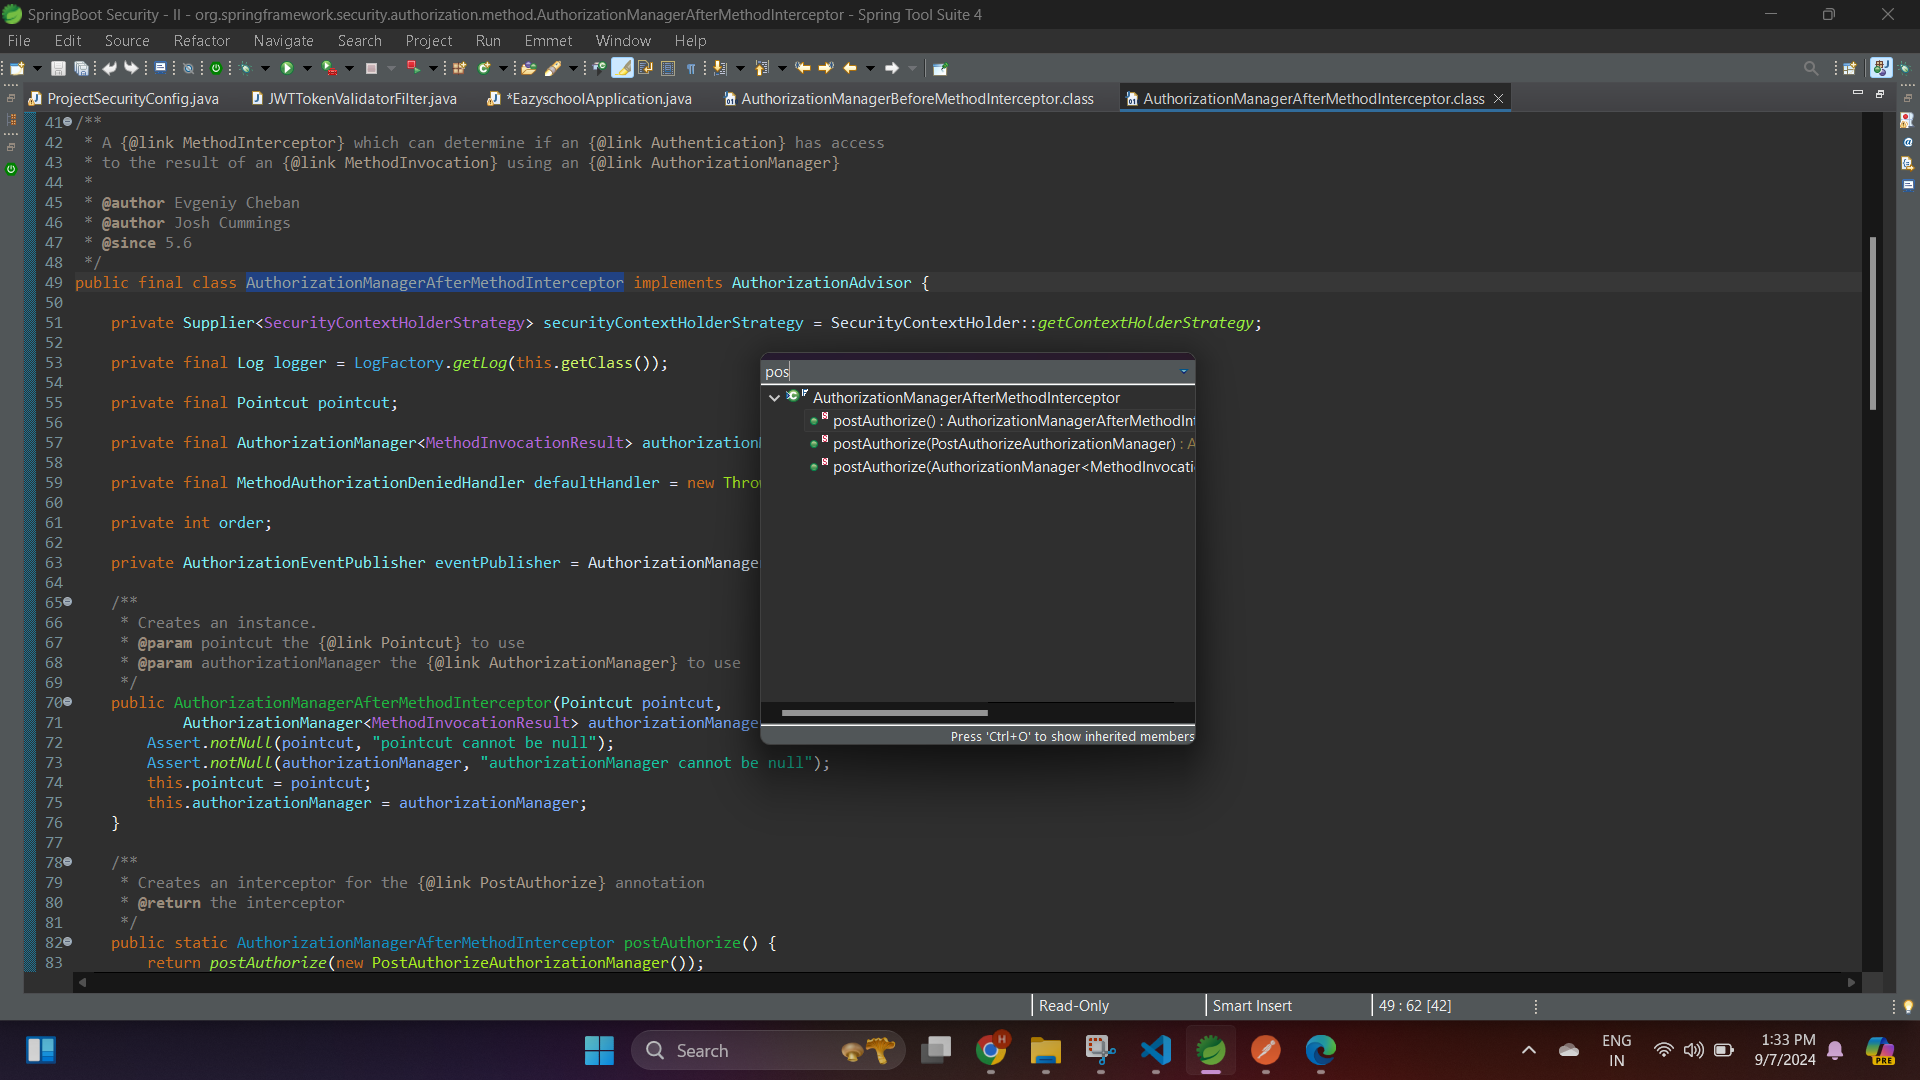 SpringBoot Security - II - org.springframework.security.authorization.method.AuthorizationManagerAfterMethodInterceptor - Spring Tool Suite 4
File Edit Source Refactor Navigate Search Project Run Emmet Window Help
ProjectSecurityConfig.java JWTTokenValidatorFilter.java *EazyschoolApplication.java AuthorizationManagerBeforeMethodInterceptor.class AuthorizationManagerAfterMethodInterceptor.class
41 /**
42 * A {@link MethodInterceptor} which can determine if an {@link Authentication} has access
43 * to the result of an {@link MethodInvocation} using an {@link AuthorizationManager}
44 *
45 * @author Evgeniy Cheban
46 * @author Josh Cummings
47 * @since 5.6
48 */
49 public final class AuthorizationManagerAfterMethodInterceptor implements AuthorizationAdvisor {
50
51 private Supplier<SecurityContextHolderStrategy> securityContextHolderStrategy = SecurityContextHolder::getContextHolderStrategy;
52
53 private final Log logger = LogFactory.getLog(this.getClass());
54
55 private final Pointcut pointcut;
56
57 private final AuthorizationManager<MethodInvocationResult> authorization
58
59 private final MethodAuthorizationDeniedHandler defaultHandler = new Thro
60
61 private int order;
62
63 private AuthorizationEventPublisher eventPublisher = AuthorizationManage
64
65 /**
66 * Creates an instance.
67 * @param pointcut the {@link Pointcut} to use
68 * @param authorizationManager the {@link AuthorizationManager} to use
69 */
70 public AuthorizationManagerAfterMethodInterceptor(Pointcut pointcut,
71 AuthorizationManager<MethodInvocationResult> authorizationManage
72 Assert.notNull(pointcut, "pointcut cannot be null");
73 Assert.notNull(authorizationManager, "authorizationManager cannot be null");
74 this.pointcut = pointcut;
75 this.authorizationManager = authorizationManager;
76 }
77
78 /**
79 * Creates an interceptor for the {@link PostAuthorize} annotation
80 * @return the interceptor
81 */
82 public static AuthorizationManagerAfterMethodInterceptor postAuthorize() {
83 return postAuthorize(new PostAuthorizeAuthorizationManager());
pos
AuthorizationManagerAfterMethodInterceptor
postAuthorize() : AuthorizationManagerAfterMethodInt
postAuthorize(PostAuthorizeAuthorizationManager) : A
postAuthorize(AuthorizationManager<MethodInvocati
Press 'Ctrl+O' to show inherited members
Read-Only Smart Insert 49 : 62 [42]
Search
H
PRE
ENG
IN
1:33 PM
9/7/2024